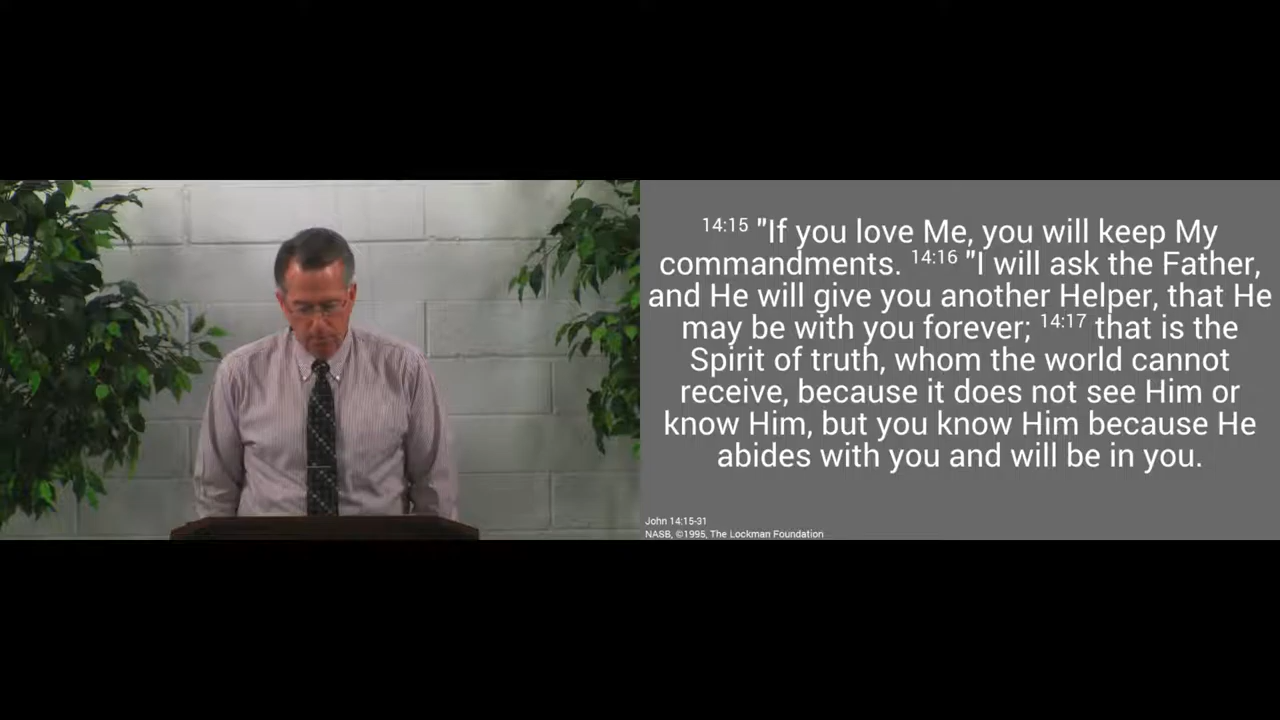 14:15 "If you love Me, you will keep My
commandments. 14:16 "I will ask the Father,
and He will give you another Helper, that He
may be with you forever; 14:17 that is the
Spirit of truth, whom the world cannot
receive, because it does not see Him or
know Him, but you know Him because He
abides with you and will be in you.
John 14:15-31
NASB, ©1995, The Lockman Foundation